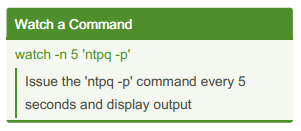 Watch a Command
watch -n 5 'ntpq -p'
Issue the 'ntpq -p' command every 5
seconds and display output